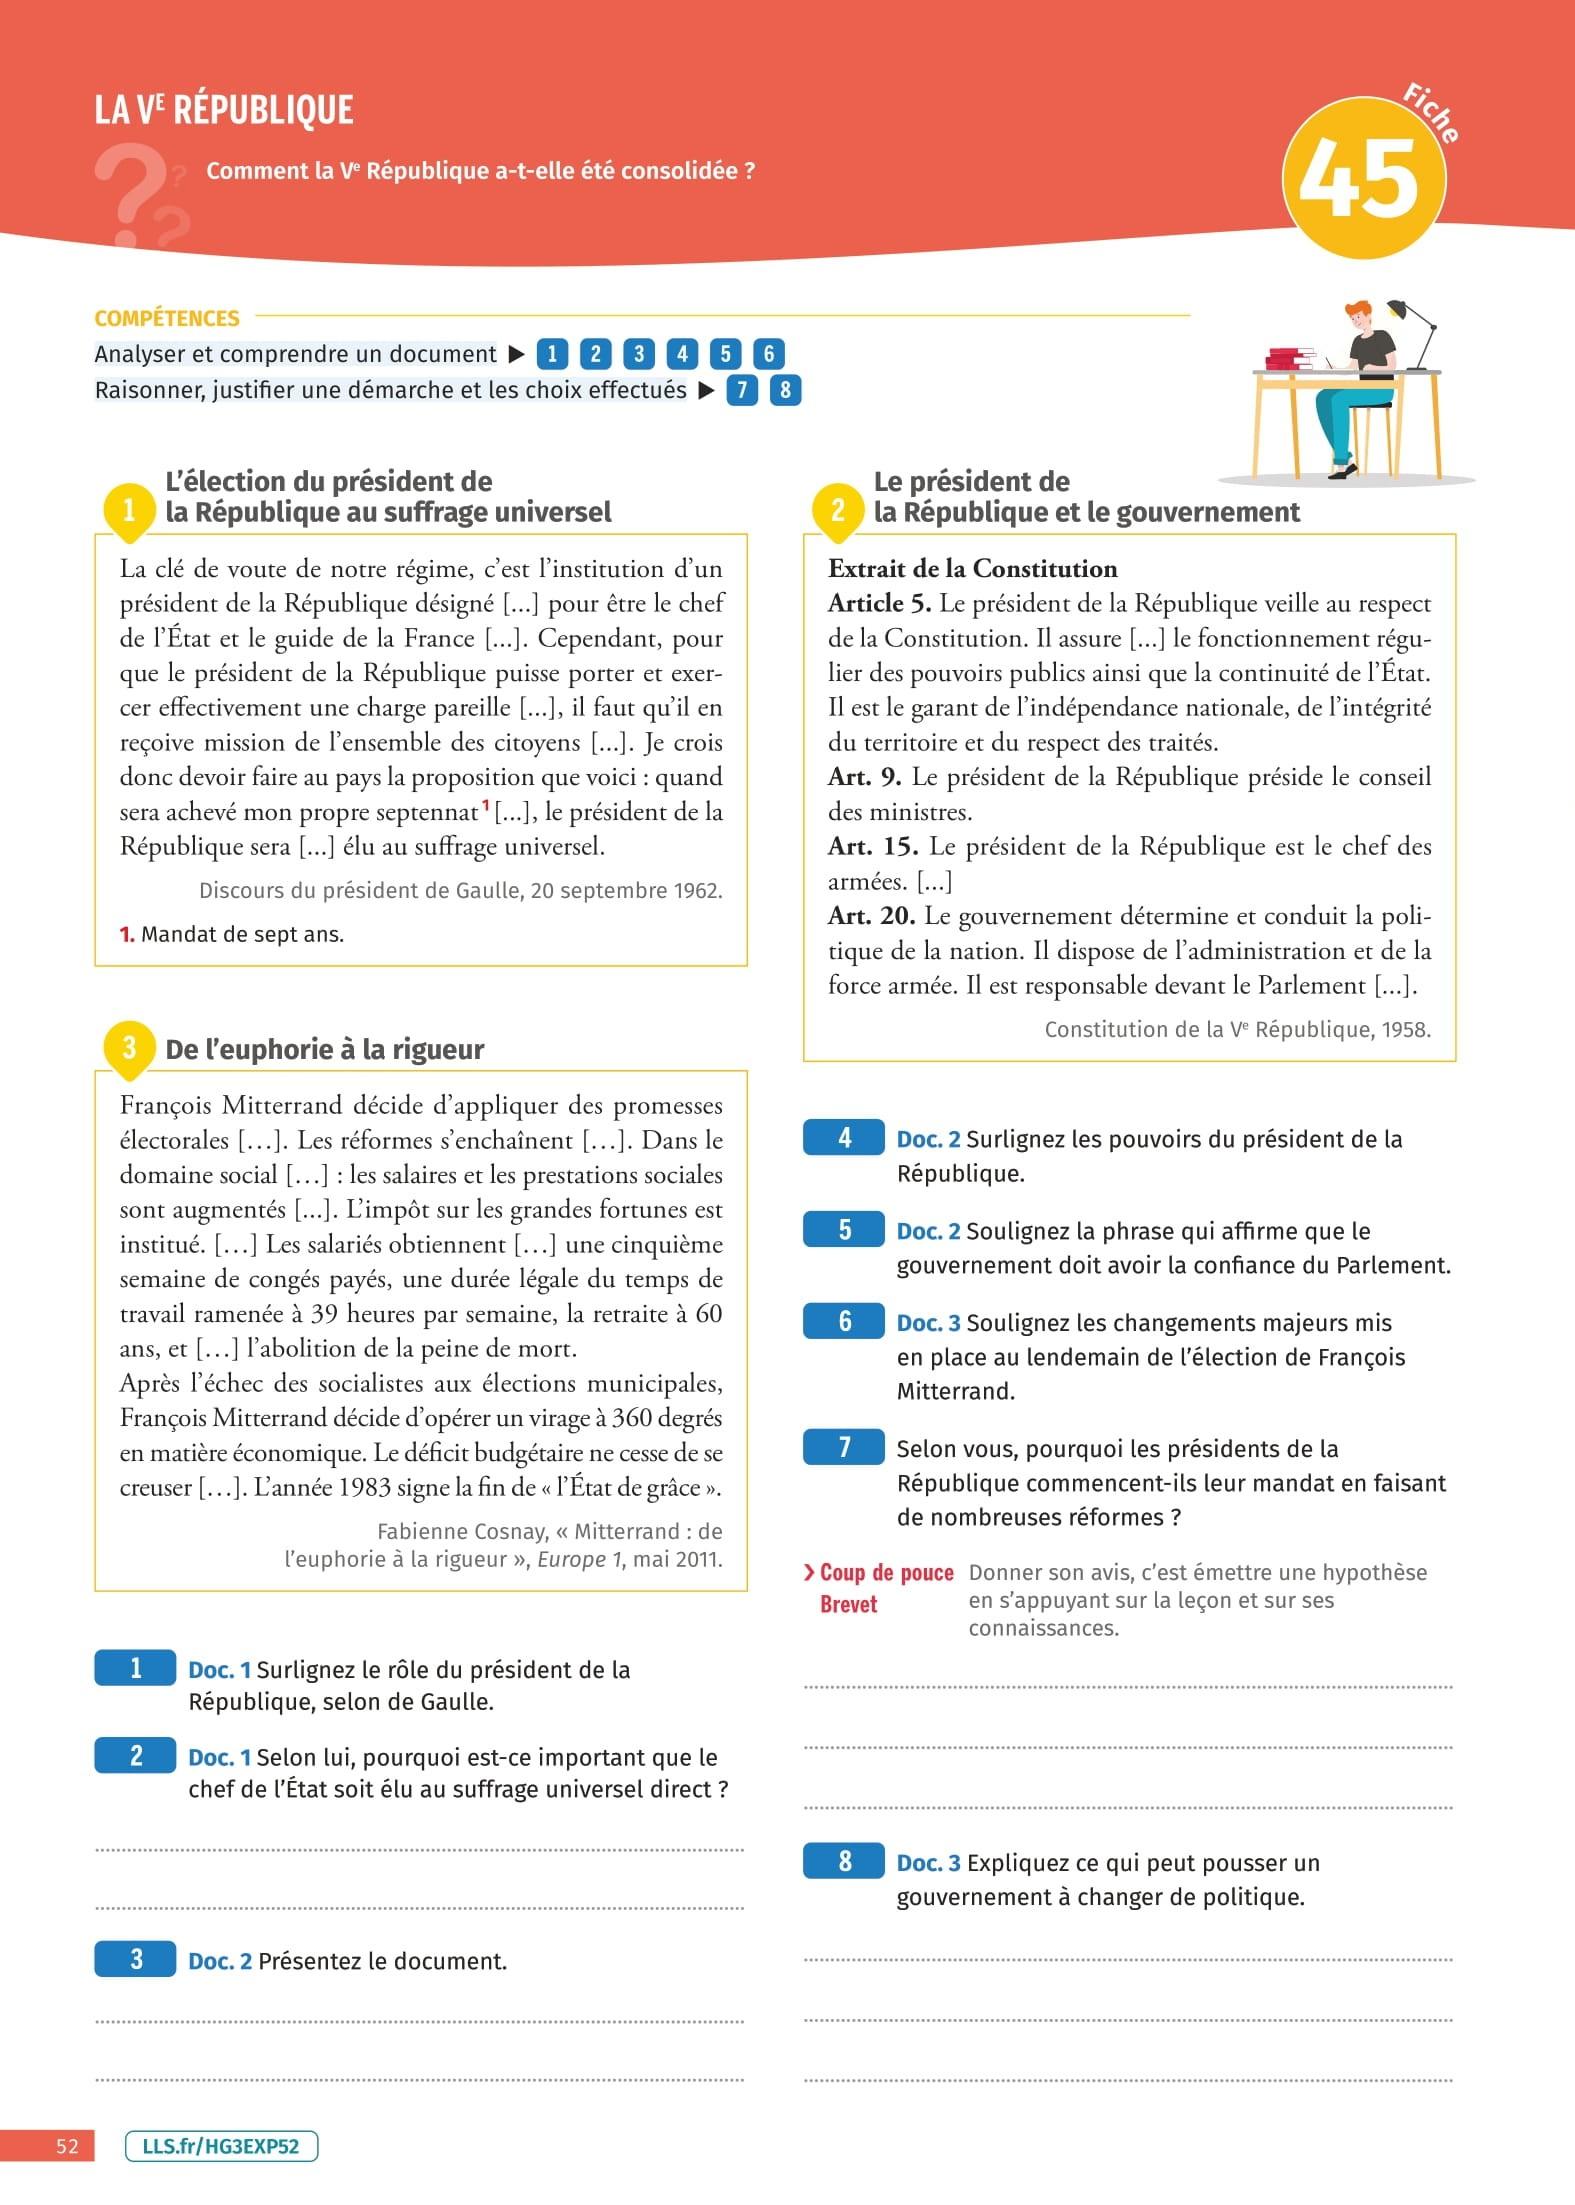 LA Vᴱ RÉPUBLIQUE
Comment la Vᵉ République a-t-elle été consolidée ?
Fiche
45
COMPÉTENCES
Analyser et comprendre un document ▶ 1 2 3 4 5 6
Raisonner, justifier une démarche et les choix effectués ▶ 7 8
1
L’élection du président de
la République au suffrage universel
La clé de voute de notre régime, c’est l’institution d’un
président de la République désigné [...] pour être le chef
de l’État et le guide de la France [...]. Cependant, pour
que le président de la République puisse porter et exer-
cer effectivement une charge pareille [...], il faut qu’il en
reçoive mission de l’ensemble des citoyens [...]. Je crois
donc devoir faire au pays la proposition que voici : quand
sera achevé mon propre septennat¹ [...], le président de la
République sera [...] élu au suffrage universel.
Discours du président de Gaulle, 20 septembre 1962.
1. Mandat de sept ans.
3
De l’euphorie à la rigueur
François Mitterrand décide d’appliquer des promesses
électorales […]. Les réformes s’enchaînent […]. Dans le
domaine social […] : les salaires et les prestations sociales
sont augmentés [...]. L’impôt sur les grandes fortunes est
institué. […] Les salariés obtiennent […] une cinquième
semaine de congés payés, une durée légale du temps de
travail ramenée à 39 heures par semaine, la retraite à 60
ans, et […] l’abolition de la peine de mort.
Après l’échec des socialistes aux élections municipales,
François Mitterrand décide d’opérer un virage à 360 degrés
en matière économique. Le déficit budgétaire ne cesse de se
creuser […]. L’année 1983 signe la fin de « l’État de grâce ».
Fabienne Cosnay, « Mitterrand : de
l’euphorie à la rigueur », Europe 1, mai 2011.
1 Doc. 1 Surlignez le rôle du président de la
République, selon de Gaulle.
2 Doc. 1 Selon lui, pourquoi est-ce important que le
chef de l’État soit élu au suffrage universel direct ?
3 Doc. 2 Présentez le document.
2
Le président de
la République et le gouvernement
Extrait de la Constitution
Article 5. Le président de la République veille au respect
de la Constitution. Il assure [...] le fonctionnement régu-
lier des pouvoirs publics ainsi que la continuité de l’État.
Il est le garant de l’indépendance nationale, de l’intégrité
du territoire et du respect des traités.
Art. 9. Le président de la République préside le conseil
des ministres.
Art. 15. Le président de la République est le chef des
armées. [...]
Art. 20. Le gouvernement détermine et conduit la poli-
tique de la nation. Il dispose de l’administration et de la
force armée. Il est responsable devant le Parlement [...].
Constitution de la Vᵉ République, 1958.
4 Doc. 2 Surlignez les pouvoirs du président de la
République.
5 Doc. 2 Soulignez la phrase qui affirme que le
gouvernement doit avoir la confiance du Parlement.
6 Doc. 3 Soulignez les changements majeurs mis
en place au lendemain de l’élection de François
Mitterrand.
7 Selon vous, pourquoi les présidents de la
République commencent-ils leur mandat en faisant
de nombreuses réformes ?
› Coup de pouce Brevet
Donner son avis, c’est émettre une hypothèse
en s’appuyant sur la leçon et sur ses
connaissances.
8 Doc. 3 Expliquez ce qui peut pousser un
gouvernement à changer de politique.
52
LLS.fr/HG3EXP52